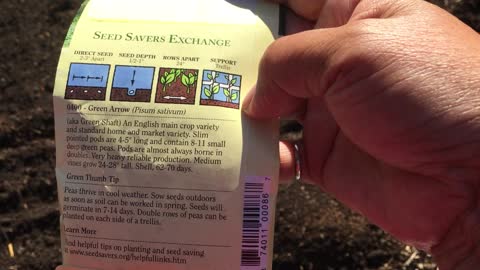 SEED SAVERS EXCHANGE
DIRECT SEED SEED DEPTH ROWS APART SUPPORT
2-3" Apart 1/2-1" 24" Trellis
Green Arrow (Pisum sativum)
(aka Green Shaft) An English main crop variety
and standard home and market variety. Slim
pointed pods are 4-5" long and contain 8-11 small
deep green peas. Pods are almost always borne in
doubles. Very heavy reliable production. Medium
vines grow 24-28" tall. Shell, 62-70 days.
Green Thumb Tip
Peas thrive in cool weather. Sow seeds outdoors
as soon as soil can be worked in spring. Seeds will
germinate in 7-14 days. Double rows of peas can be
planted on each side of a trellis.
Learn More
Find helpful tips on planting and seed saving
at www.seedsavers.org/helpfullinks.htm
7 74011 00086